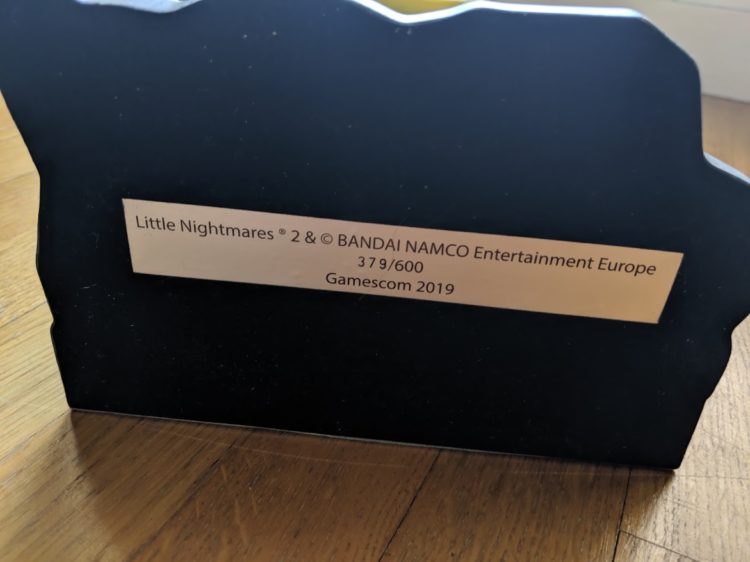 Little Nightmares ® 2 & © BANDAI NAMCO Entertainment Europe
379/600
Gamescom 2019